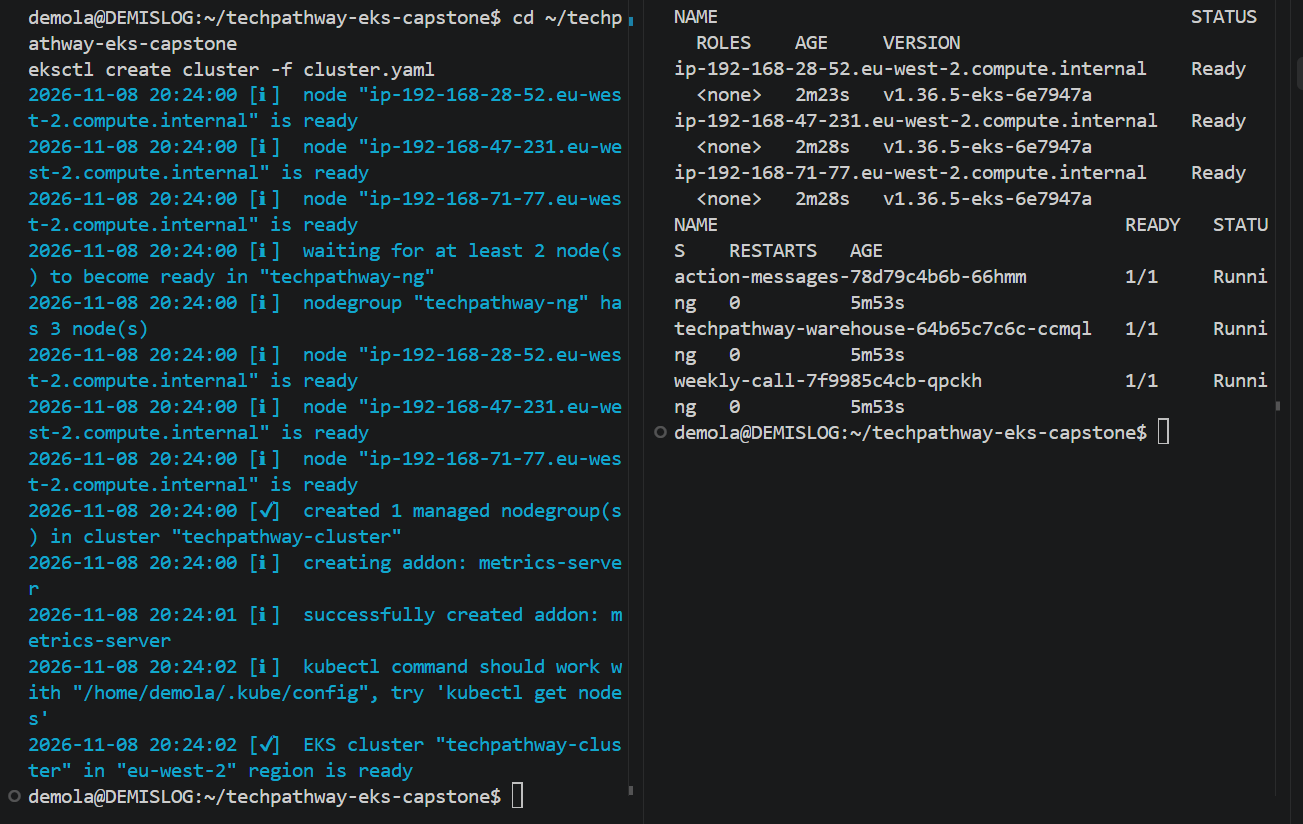 demola@DEMISLOG:~/techpathway-eks-capstone$ cd ~/techp
athway-eks-capstone
eksctl create cluster -f cluster.yaml
2026-11-08 20:24:00 [ℹ]  node "ip-192-168-28-52.eu-wes
t-2.compute.internal" is ready
2026-11-08 20:24:00 [ℹ]  node "ip-192-168-47-231.eu-we
st-2.compute.internal" is ready
2026-11-08 20:24:00 [ℹ]  node "ip-192-168-71-77.eu-wes
t-2.compute.internal" is ready
2026-11-08 20:24:00 [ℹ]  waiting for at least 2 node(s
) to become ready in "techpathway-ng"
2026-11-08 20:24:00 [ℹ]  nodegroup "techpathway-ng" ha
s 3 node(s)
2026-11-08 20:24:00 [ℹ]  node "ip-192-168-28-52.eu-wes
t-2.compute.internal" is ready
2026-11-08 20:24:00 [ℹ]  node "ip-192-168-47-231.eu-we
st-2.compute.internal" is ready
2026-11-08 20:24:00 [ℹ]  node "ip-192-168-71-77.eu-wes
t-2.compute.internal" is ready
2026-11-08 20:24:00 [✔]  created 1 managed nodegroup(s
) in cluster "techpathway-cluster"
2026-11-08 20:24:00 [ℹ]  creating addon: metrics-serve
r
2026-11-08 20:24:01 [ℹ]  successfully created addon: m
etrics-server
2026-11-08 20:24:02 [ℹ]  kubectl command should work w
ith "/home/demola/.kube/config", try 'kubectl get node
s'
2026-11-08 20:24:02 [✔]  EKS cluster "techpathway-clus
ter" in "eu-west-2" region is ready
demola@DEMISLOG:~/techpathway-eks-capstone$
NAME                                           STATUS
  ROLES    AGE     VERSION
ip-192-168-28-52.eu-west-2.compute.internal    Ready
  <none>   2m23s   v1.36.5-eks-6e7947a
ip-192-168-47-231.eu-west-2.compute.internal   Ready
  <none>   2m28s   v1.36.5-eks-6e7947a
ip-192-168-71-77.eu-west-2.compute.internal    Ready
  <none>   2m28s   v1.36.5-eks-6e7947a
NAME                                     READY   STATU
S    RESTARTS   AGE
action-messages-78d79c4b6b-66hmm         1/1     Runni
ng   0          5m53s
techpathway-warehouse-64b65c7c6c-ccmql   1/1     Runni
ng   0          5m53s
weekly-call-7f9985c4cb-qpckh             1/1     Runni
ng   0          5m53s
demola@DEMISLOG:~/techpathway-eks-capstone$